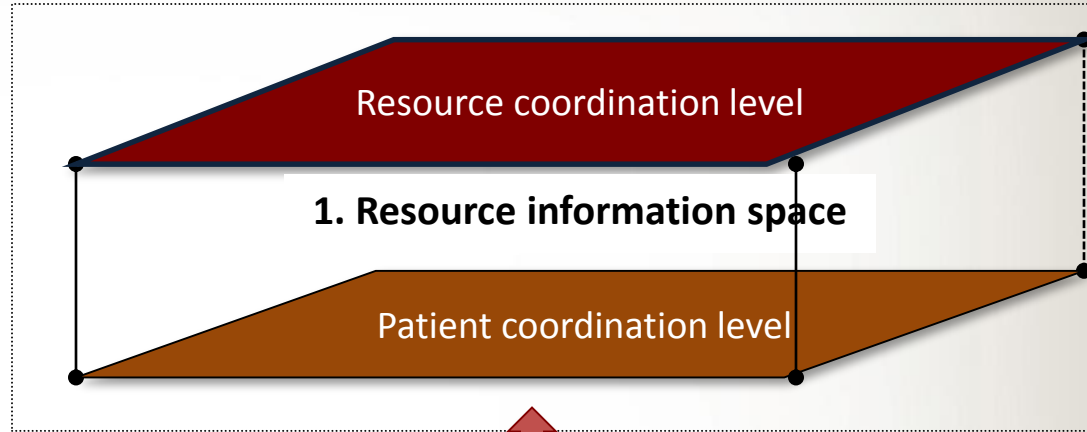 Resource coordination level
1. Resource information space
Patient coordination level